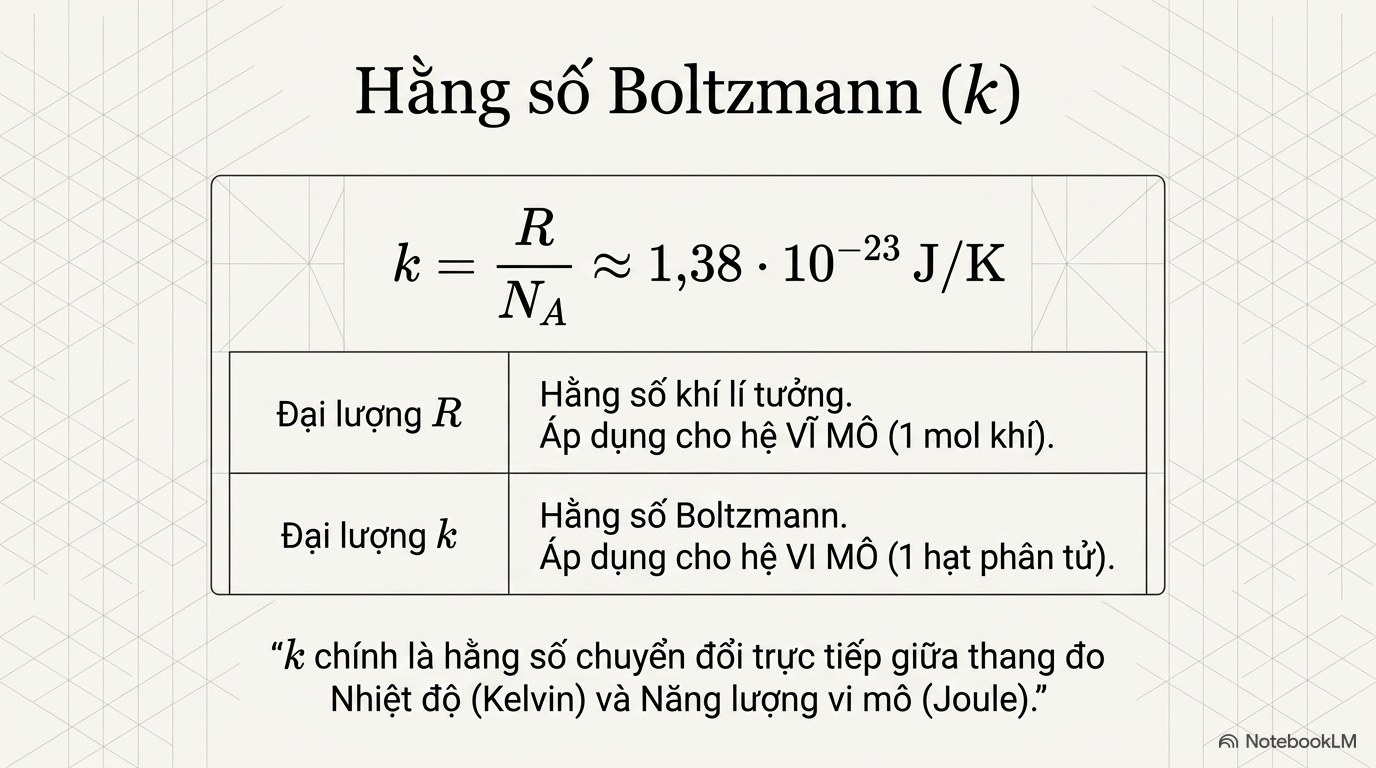 Hằng số Boltzmann (k)
k = R / N_A ≈ 1,38 · 10⁻²³ J/K
Đại lượng R
Hằng số khí lí tưởng.
Áp dụng cho hệ VĨ MÔ (1 mol khí).
Đại lượng k
Hằng số Boltzmann.
Áp dụng cho hệ VI MÔ (1 hạt phân tử).
“k chính là hằng số chuyển đổi trực tiếp giữa thang đo
Nhiệt độ (Kelvin) và Năng lượng vi mô (Joule).”
NotebookLM